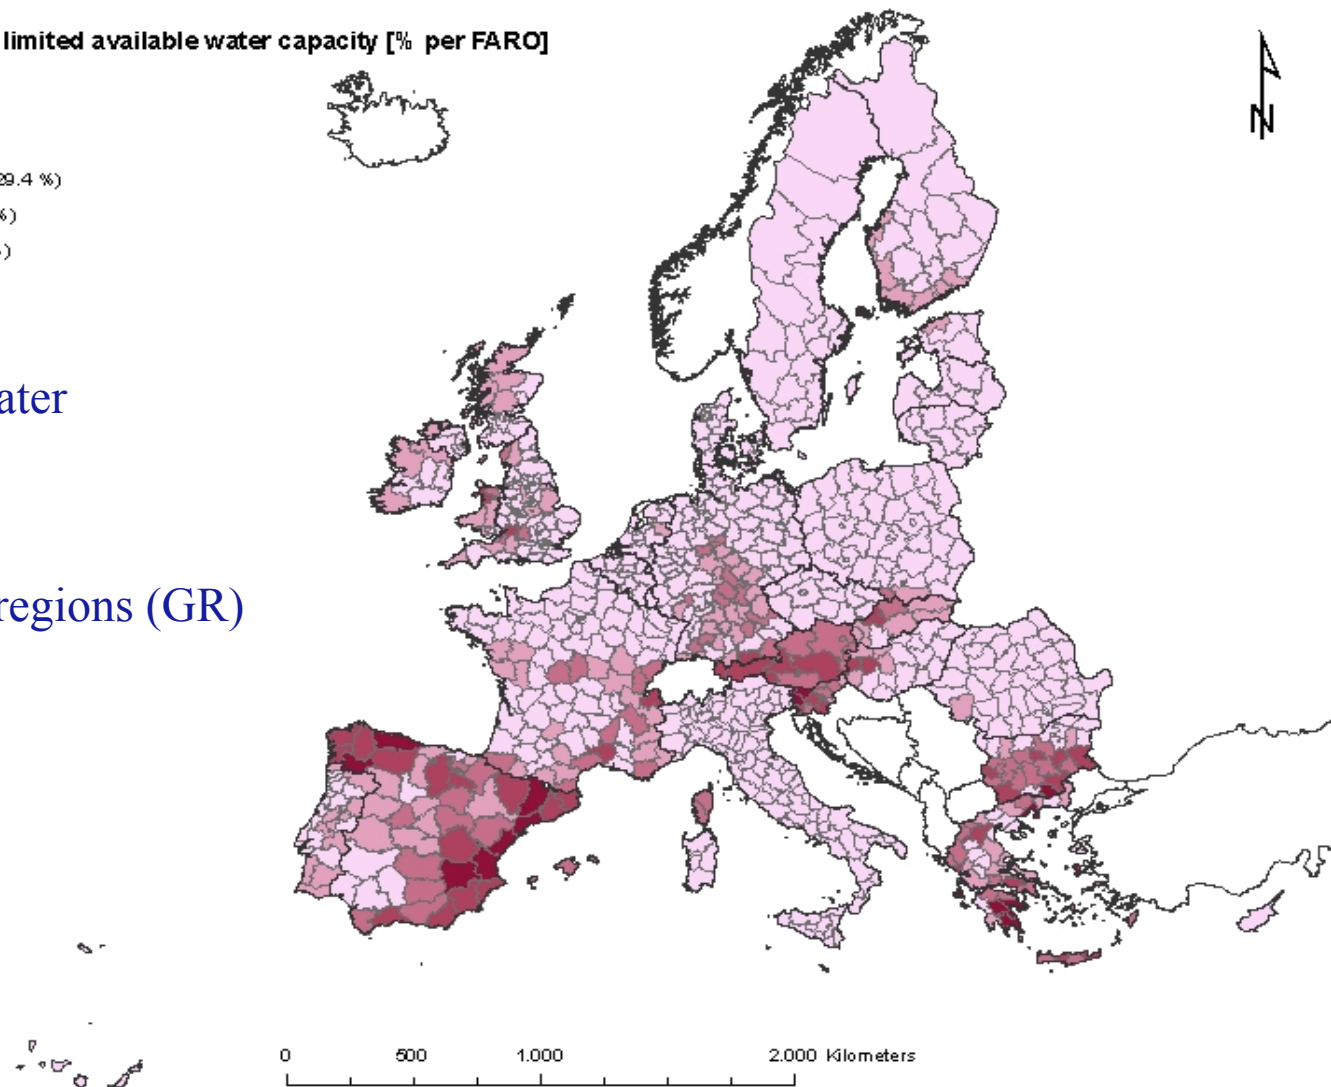 limited available water capacity [% per FARO]
N
29.4 %)
%)
)
ater
regions (GR)
0 500 1.000 2.000 Kilometers